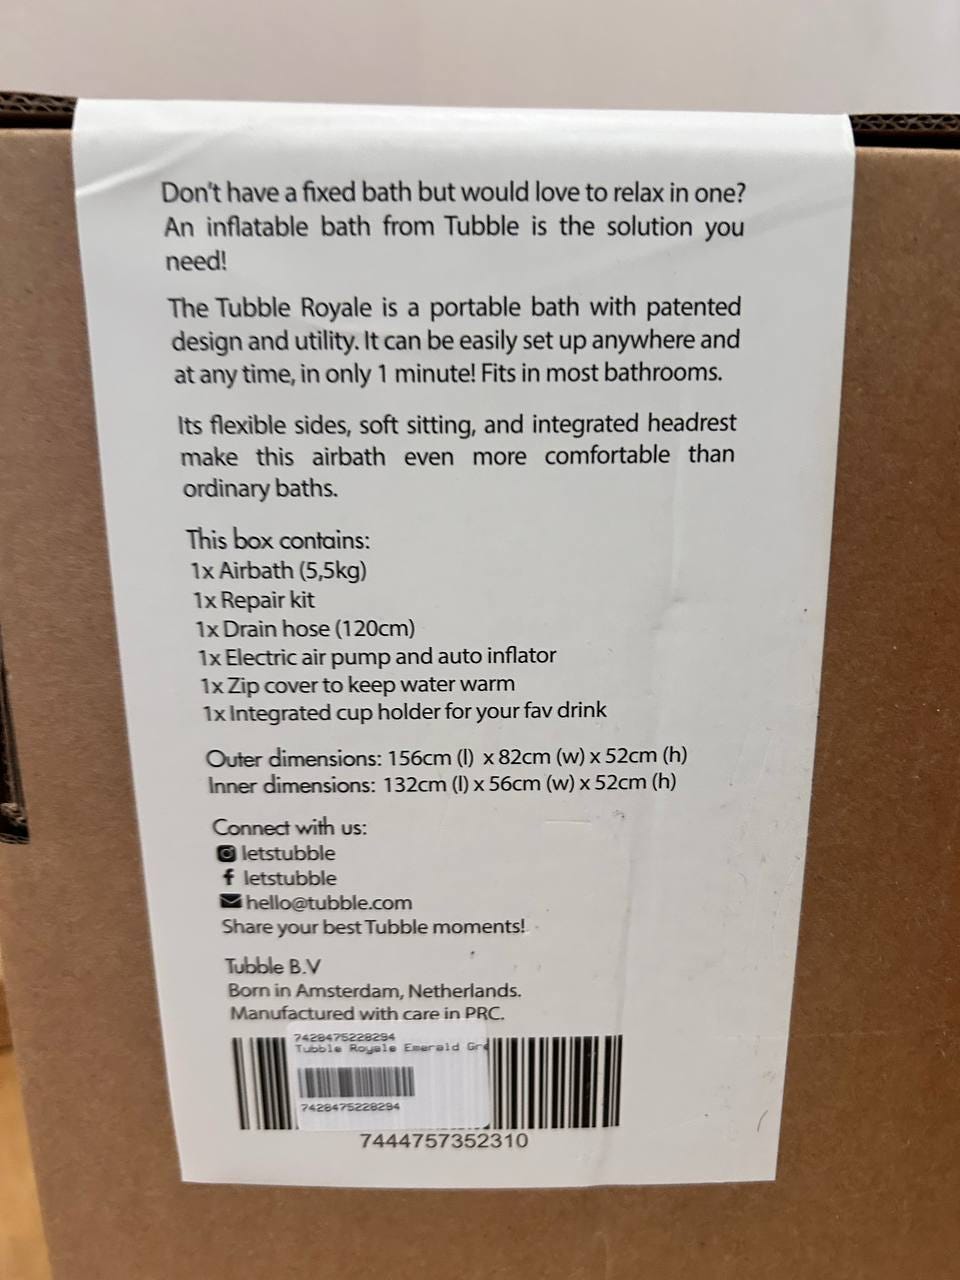 Don't have a fixed bath but would love to relax in one?
An inflatable bath from Tubble is the solution you
need!
The Tubble Royale is a portable bath with patented
design and utility. It can be easily set up anywhere and
at any time, in only 1 minute! Fits in most bathrooms.
Its flexible sides, soft sitting, and integrated headrest
make this airbath even more comfortable than
ordinary baths.
This box contains:
1x Airbath (5,5kg)
1x Repair kit
1x Drain hose (120cm)
1x Electric air pump and auto inflator
1x Zip cover to keep water warm
1x Integrated cup holder for your fav drink
Outer dimensions: 156cm (l) x 82cm (w) x 52cm (h)
Inner dimensions: 132cm (l) x 56cm (w) x 52cm (h)
Connect with us:
letstubble
letstubble
hello@tubble.com
Share your best Tubble moments!
Tubble B.V
Born in Amsterdam, Netherlands.
Manufactured with care in PRC.
7428475228294
Tubble Royale Emerald Gre
7428475228294
7444757352310